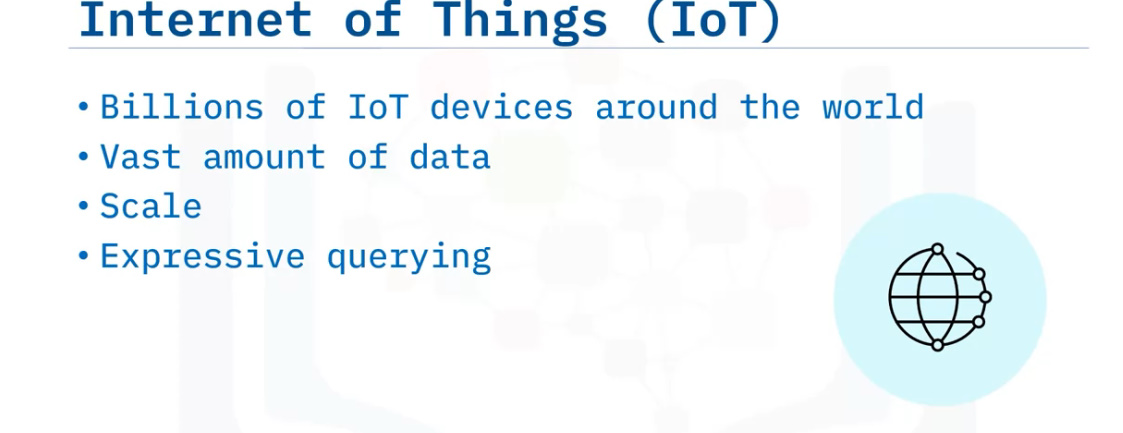 Internet of Things (IoT)
• Billions of IoT devices around the world
• Vast amount of data
• Scale
• Expressive querying